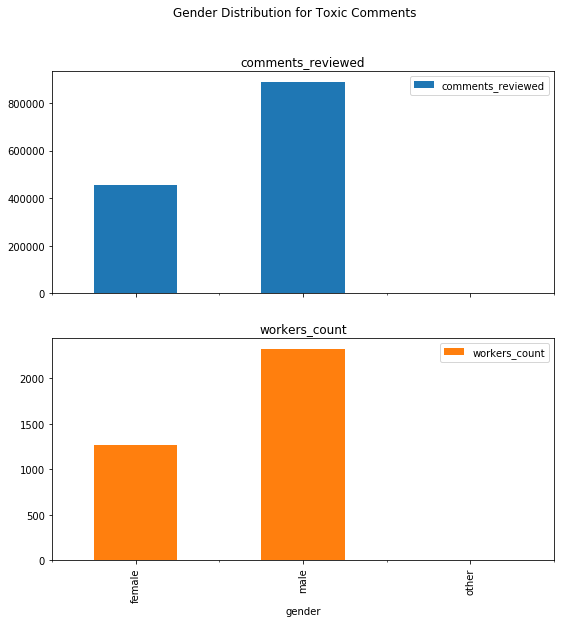 Gender Distribution for Toxic Comments
comments_reviewed
comments_reviewed
800000
600000
400000
200000
0
workers_count
workers_count
2000
1500
1000
500
0
female
male
other
gender